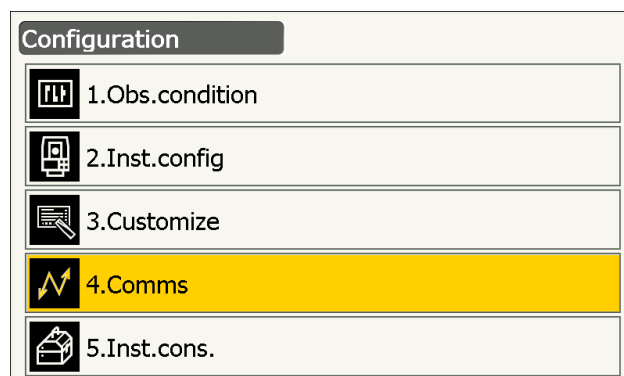 Configuration
1.Obs.condition
2.Inst.config
3.Customize
4.Comms
5.Inst.cons.